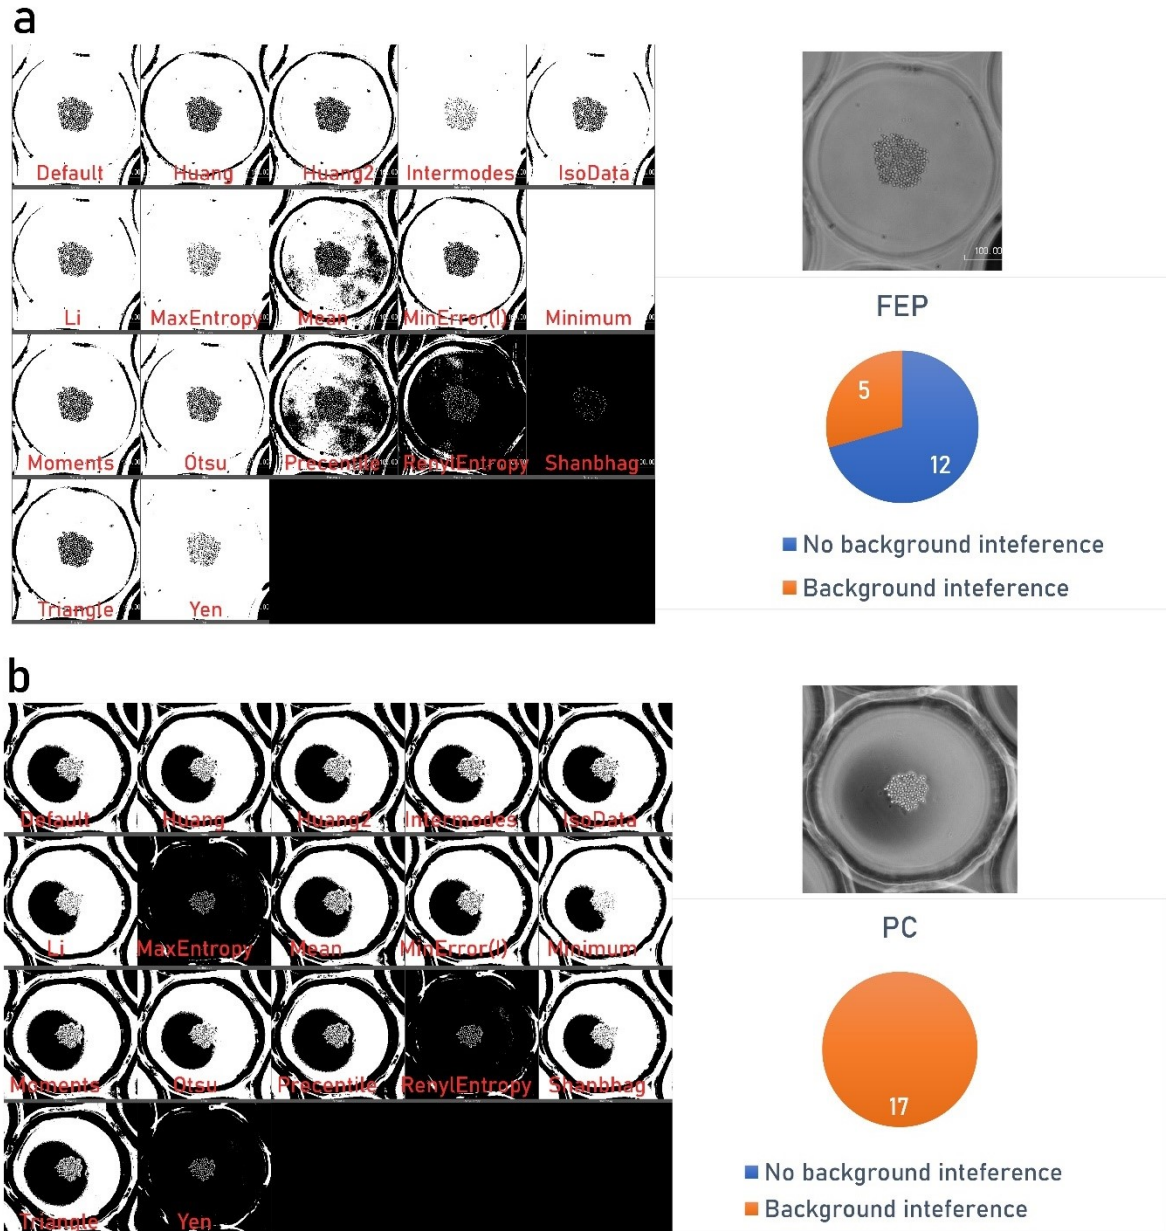 a
Default Huang Huang2 Intermodes IsoData
Li MaxEntropy Mean MinError(I) Minimum
Moments Otsu Precentile RenyiEntropy Shanbhag
Triangle Yen
100.00
FEP
5
12
No background inteference
Background inteference
b
Default Huang Huang2 Intermodes IsoData
Li MaxEntropy Mean MinError(I) Minimum
Moments Otsu Precentile RenyiEntropy Shanbhag
Triangle Yen
PC
17
No background inteference
Background inteference